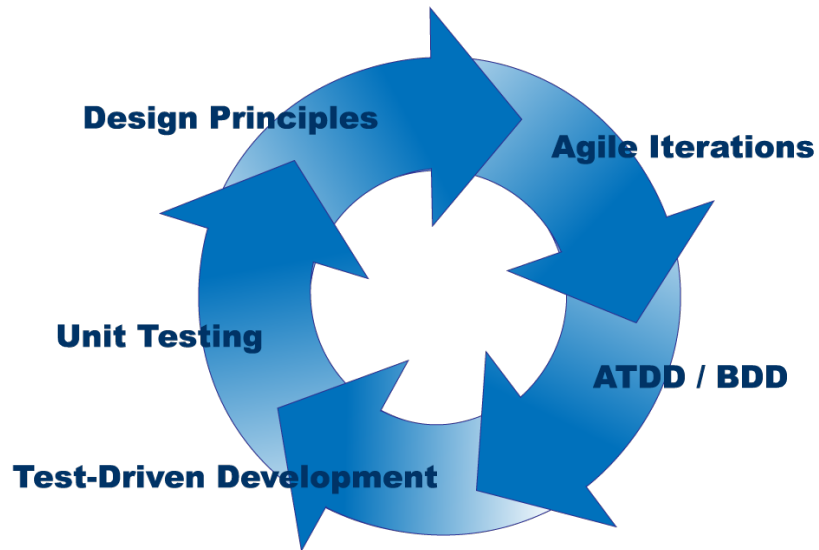 Design Principles
Agile Iterations
Unit Testing
ATDD / BDD
Test-Driven Development